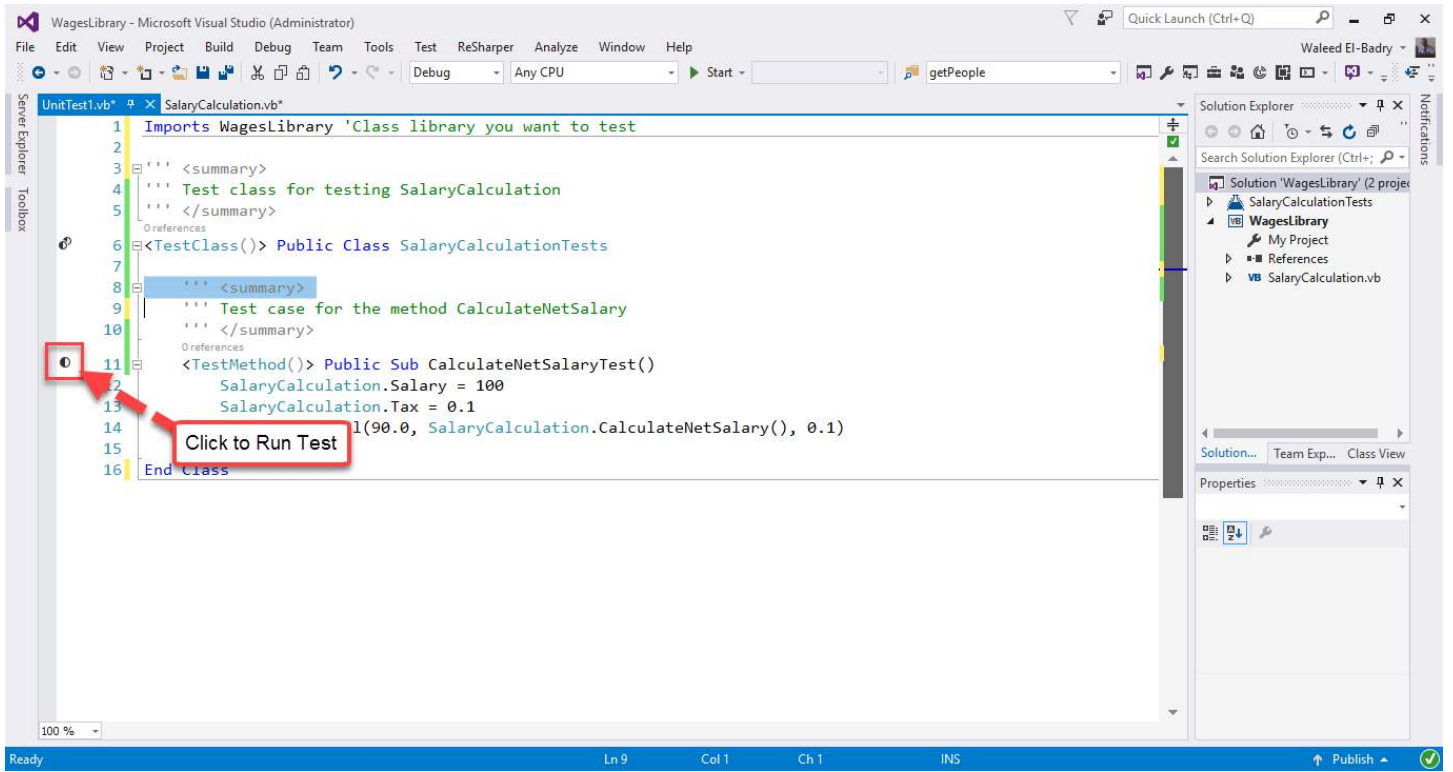 WagesLibrary - Microsoft Visual Studio (Administrator)
Quick Launch (Ctrl+Q)
File Edit View Project Build Debug Team Tools Test ReSharper Analyze Window Help
Waleed El-Badry
Debug Any CPU Start getPeople
Server Explorer
Toolbox
UnitTest1.vb* SalaryCalculation.vb*
1 Imports WagesLibrary 'Class library you want to test
2
3 ''' <summary>
4 ''' Test class for testing SalaryCalculation
5 ''' </summary>
0 references
6 <TestClass()> Public Class SalaryCalculationTests
7
8 ''' <summary>
9 ''' Test case for the method CalculateNetSalary
10 ''' </summary>
0 references
11 <TestMethod()> Public Sub CalculateNetSalaryTest()
12 SalaryCalculation.Salary = 100
13 SalaryCalculation.Tax = 0.1
14 l(90.0, SalaryCalculation.CalculateNetSalary(), 0.1)
15
16 End Class
Click to Run Test
100 %
Solution Explorer
Search Solution Explorer (Ctrl+;
Solution 'WagesLibrary' (2 projec
SalaryCalculationTests
VB WagesLibrary
My Project
References
VB SalaryCalculation.vb
Solution... Team Exp... Class View
Properties
Notifications
Ready Ln 9 Col 1 Ch 1 INS Publish